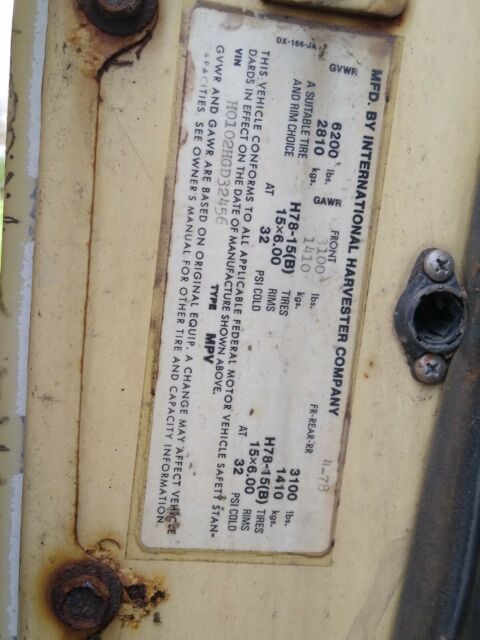 DX-166-JA
MFD. BY INTERNATIONAL HARVESTER COMPANY 4-78
GVWR GAWR FRONT FR-REAR-RR
6200 lbs. 3100 lbs. 3100 lbs.
2810 kgs. 1410 kgs. 1410 kgs.
A SUITABLE TIRE H78-15(B) TIRES H78-15(B) TIRES
AND RIM CHOICE 15x6.00 RIMS 15x6.00 RIMS
AT 32 PSI COLD AT 32 PSI COLD
THIS VEHICLE CONFORMS TO ALL APPLICABLE FEDERAL MOTOR VEHICLE SAFETY STAN-
DARDS IN EFFECT ON THE DATE OF MANUFACTURE SHOWN ABOVE.
VIN H0102HGD32456 TYPE MPV
GVWR AND GAWR ARE BASED ON ORIGINAL EQUIP. A CHANGE MAY AFFECT VEHICLE
CAPACITIES. SEE OWNER'S MANUAL FOR OTHER TIRE AND CAPACITY INFORMATION.